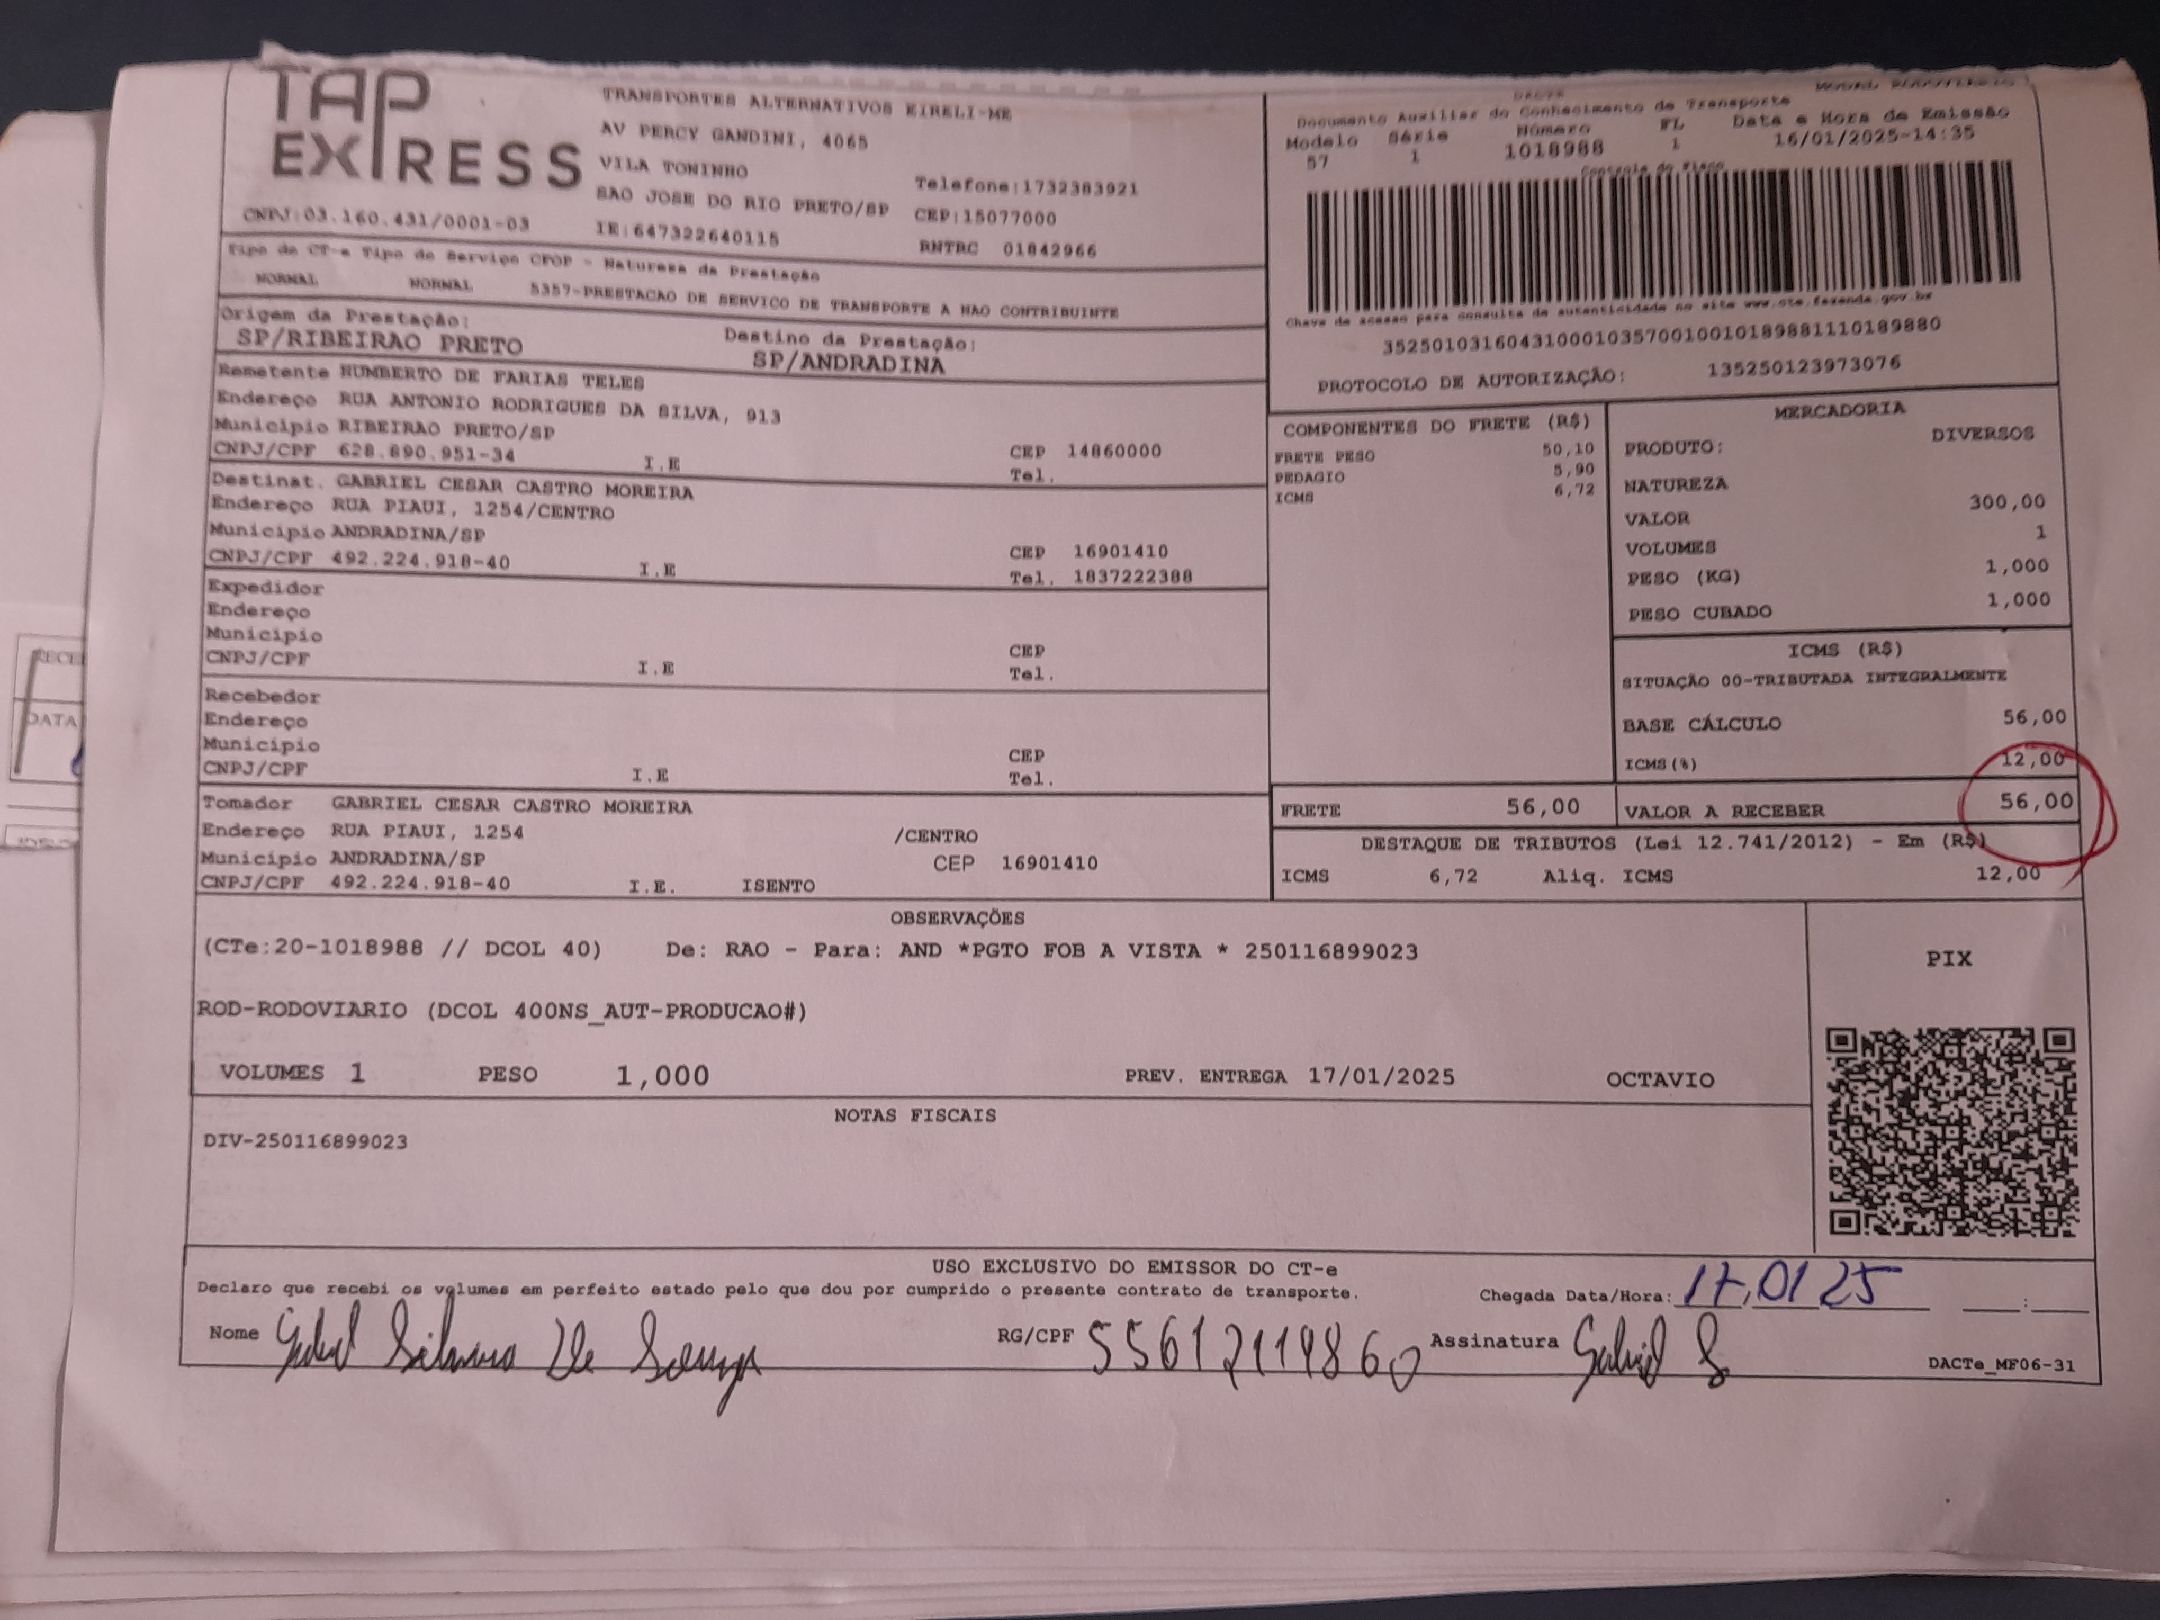 TAP
EXPRESS
CNPJ:03.160.431/0001-03
TRANSPORTES ALTERNATIVOS EIRELI-ME
AV PERCY GANDINI, 4065
VILA TONINHO
SAO JOSE DO RIO PRETO/SP
IE:647322640115
Telefone:1732383921
CEP:15077000
RNTRC 01842966
Tipo de CT-e Tipo de Serviço CFOP - Natureza da Prestação
NORMAL NORMAL 5357-PRESTACAO DE SERVICO DE TRANSPORTE A NAO CONTRIBUINTE
Origem da Prestação: Destino da Prestação:
SP/RIBEIRAO PRETO SP/ANDRADINA
DACTE
Documento Auxiliar do Conhecimento de Transporte
Modelo Série Número FL Data e Hora de Emissão
57 1 1018988 1 16/01/2025-14:35
Controle do Fisco
Chave de acesso para consulta de autenticidade no site www.cte.fazenda.gov.br
35250103160431000103570010010189881110189880
PROTOCOLO DE AUTORIZAÇÃO: 135250123973076
Remetente HUMBERTO DE FARIAS TELES
Endereço RUA ANTONIO RODRIGUES DA SILVA, 913
Município RIBEIRAO PRETO/SP CEP 14860000
CNPJ/CPF 628.890.951-34 I.E Tel.
Destinat. GABRIEL CESAR CASTRO MOREIRA
Endereço RUA PIAUI, 1254/CENTRO
Município ANDRADINA/SP CEP 16901410
CNPJ/CPF 492.224.918-40 I.E Tel. 1837222388
Expedidor
Endereço
Município CEP
CNPJ/CPF I.E Tel.
Recebedor
Endereço
Município CEP
CNPJ/CPF I.E Tel.
Tomador GABRIEL CESAR CASTRO MOREIRA
Endereço RUA PIAUI, 1254 /CENTRO
Município ANDRADINA/SP CEP 16901410
CNPJ/CPF 492.224.918-40 I.E. ISENTO
COMPONENTES DO FRETE (R$)
FRETE PESO 50,10
PEDAGIO 5,90
ICMS 6,72
MERCADORIA
PRODUTO: DIVERSOS
NATUREZA
VALOR 300,00
VOLUMES 1
PESO (KG) 1,000
PESO CUBADO 1,000
ICMS (R$)
SITUAÇÃO 00-TRIBUTADA INTEGRALMENTE
BASE CÁLCULO 56,00
ICMS(%) 12,00
FRETE 56,00 VALOR A RECEBER 56,00
DESTAQUE DE TRIBUTOS (Lei 12.741/2012) - Em (R$)
ICMS 6,72 Aliq. ICMS 12,00
OBSERVAÇÕES
(CTe:20-1018988 // DCOL 40) De: RAO - Para: AND *PGTO FOB A VISTA * 250116899023
ROD-RODOVIARIO (DCOL 400NS_AUT-PRODUCAO#)
VOLUMES 1 PESO 1,000 PREV. ENTREGA 17/01/2025 OCTAVIO
PIX
NOTAS FISCAIS
DIV-250116899023
USO EXCLUSIVO DO EMISSOR DO CT-e
Declaro que recebi os volumes em perfeito estado pelo que dou por cumprido o presente contrato de transporte.
Chegada Data/Hora: 17,01 25 :
Nome RG/CPF 55612119860 Assinatura
DACTe_MF06-31
DATA